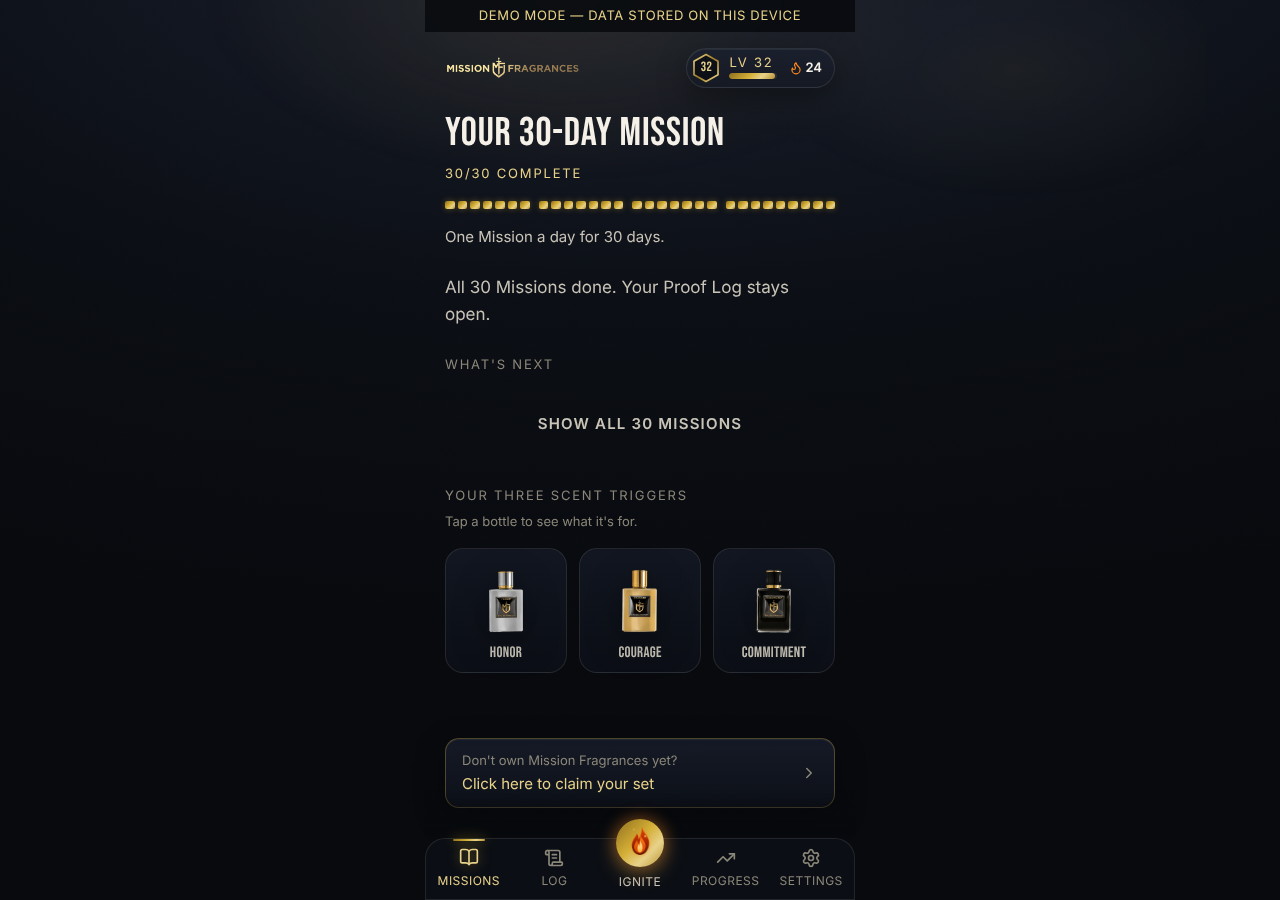 DEMO MODE — DATA STORED ON THIS DEVICE
MISSION FRAGRANCES
32
LV 32
24
YOUR 30-DAY MISSION
30/30 COMPLETE
One Mission a day for 30 days.
All 30 Missions done. Your Proof Log stays
open.
WHAT'S NEXT
SHOW ALL 30 MISSIONS
YOUR THREE SCENT TRIGGERS
Tap a bottle to see what it's for.
HONOR
COURAGE
COMMITMENT
Don't own Mission Fragrances yet?
Click here to claim your set
MISSIONS
LOG
IGNITE
PROGRESS
SETTINGS